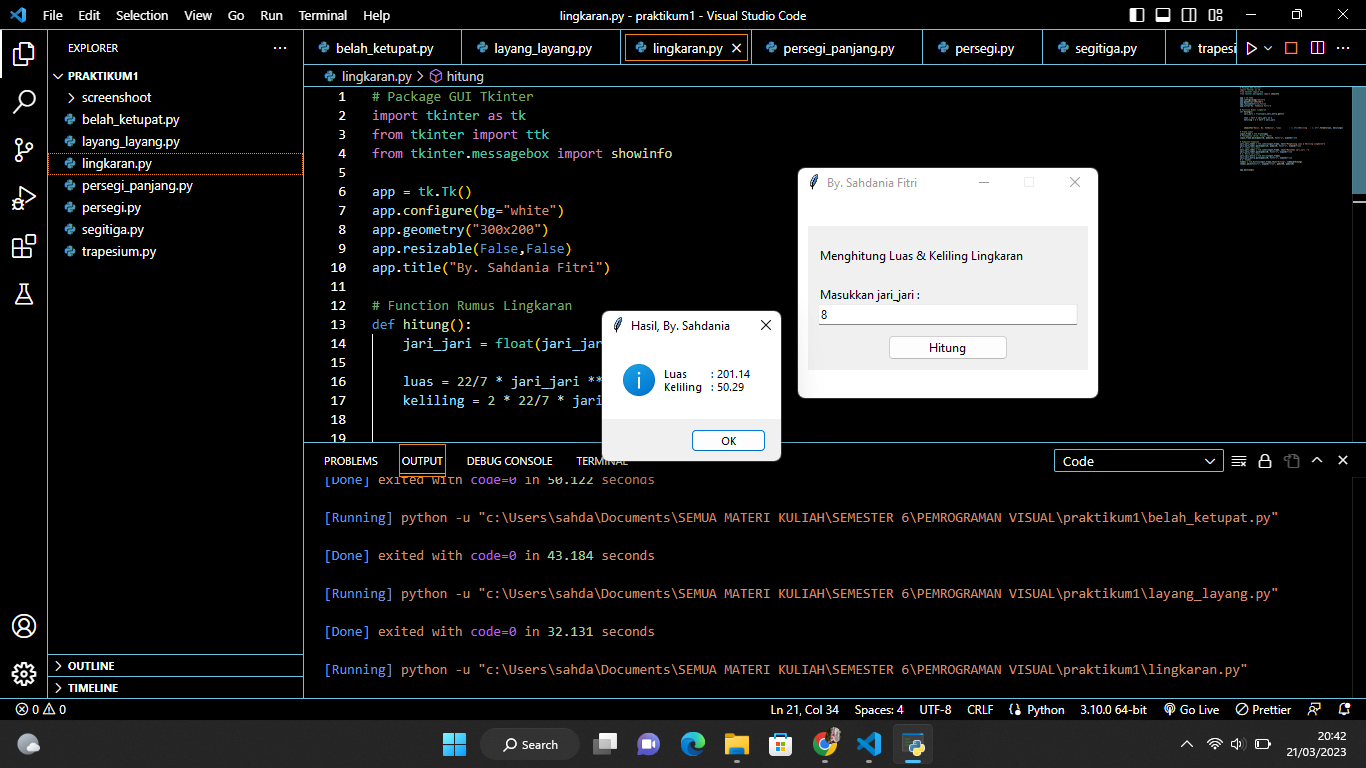 File Edit Selection View Go Run Terminal Help
lingkaran.py - praktikum1 - Visual Studio Code
EXPLORER
PRAKTIKUM1
screenshoot
belah_ketupat.py
layang_layang.py
lingkaran.py
persegi_panjang.py
persegi.py
segitiga.py
trapesium.py
OUTLINE
TIMELINE
belah_ketupat.py layang_layang.py lingkaran.py persegi_panjang.py persegi.py segitiga.py trapesi
lingkaran.py > hitung
1 # Package GUI Tkinter
2 import tkinter as tk
3 from tkinter import ttk
4 from tkinter.messagebox import showinfo
5
6 app = tk.Tk()
7 app.configure(bg="white")
8 app.geometry("300x200")
9 app.resizable(False,False)
10 app.title("By. Sahdania Fitri")
11
12 # Function Rumus Lingkaran
13 def hitung():
14 jari_jari = float(jari_jar
15
16 luas = 22/7 * jari_jari **
17 keliling = 2 * 22/7 * jari
18
19
By. Sahdania Fitri
Menghitung Luas & Keliling Lingkaran
Masukkan jari_jari :
8
Hitung
Hasil, By. Sahdania
Luas : 201.14
Keliling : 50.29
OK
PROBLEMS OUTPUT DEBUG CONSOLE TERMINAL
Code
[Done] exited with code=0 in 50.122 seconds
[Running] python -u "c:\Users\sahda\Documents\SEMUA MATERI KULIAH\SEMESTER 6\PEMROGRAMAN VISUAL\praktikum1\belah_ketupat.py"
[Done] exited with code=0 in 43.184 seconds
[Running] python -u "c:\Users\sahda\Documents\SEMUA MATERI KULIAH\SEMESTER 6\PEMROGRAMAN VISUAL\praktikum1\layang_layang.py"
[Done] exited with code=0 in 32.131 seconds
[Running] python -u "c:\Users\sahda\Documents\SEMUA MATERI KULIAH\SEMESTER 6\PEMROGRAMAN VISUAL\praktikum1\lingkaran.py"
0 0
Ln 21, Col 34 Spaces: 4 UTF-8 CRLF Python 3.10.0 64-bit Go Live Prettier
Search
20:42
21/03/2023